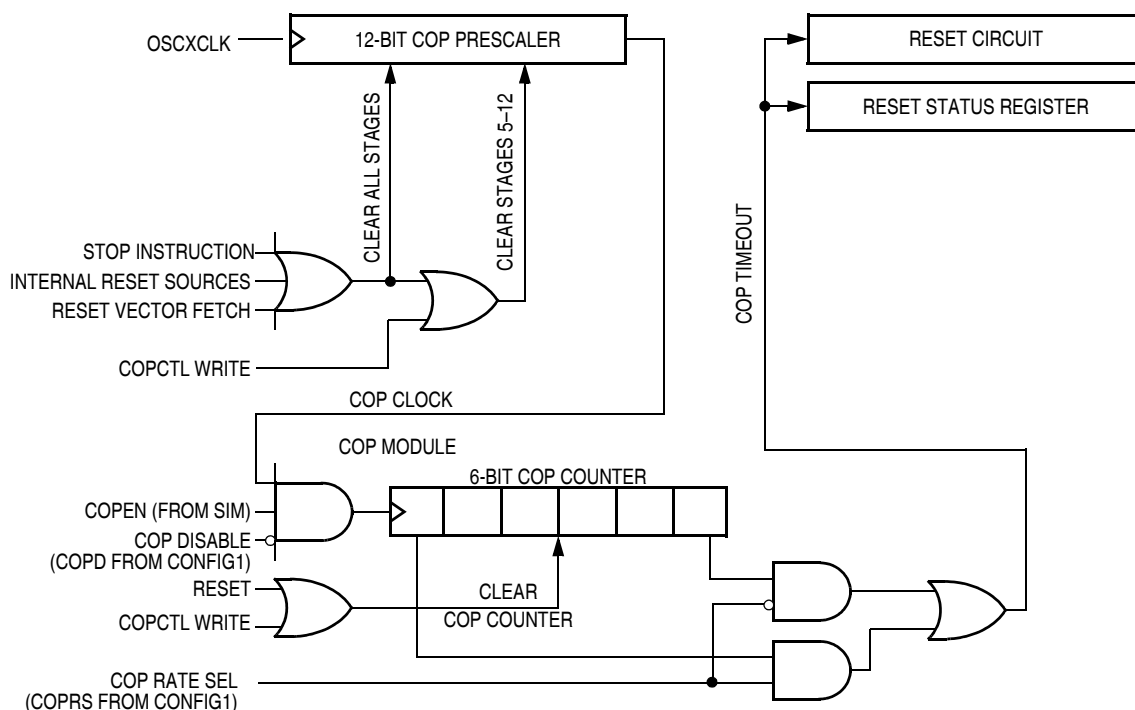 OSCXCLK
12-BIT COP PRESCALER
RESET CIRCUIT
RESET STATUS REGISTER
CLEAR ALL STAGES
CLEAR STAGES 5–12
COP TIMEOUT
STOP INSTRUCTION
INTERNAL RESET SOURCES
RESET VECTOR FETCH
COPCTL WRITE
COP CLOCK
COP MODULE
6-BIT COP COUNTER
COPEN (FROM SIM)
COP DISABLE
(COPD FROM CONFIG1)
RESET
COPCTL WRITE
CLEAR
COP COUNTER
COP RATE SEL
(COPRS FROM CONFIG1)